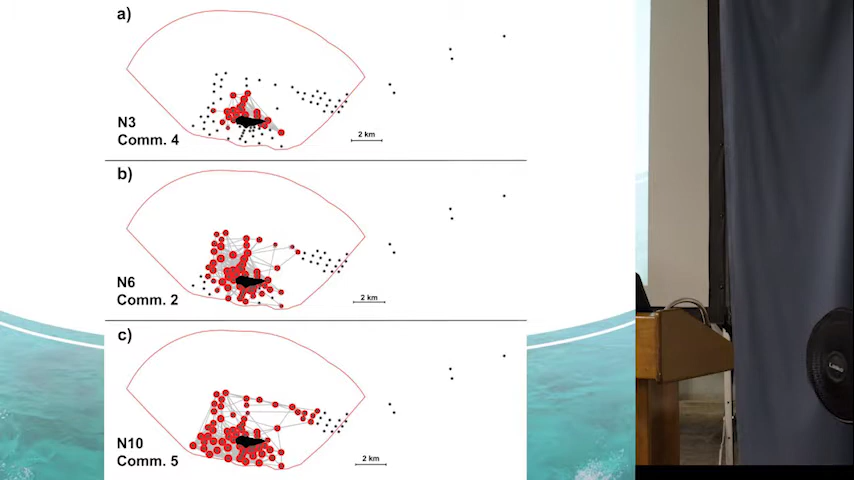 a)
N3
Comm. 4
2 km
b)
N6
Comm. 2
2 km
c)
N10
Comm. 5
2 km